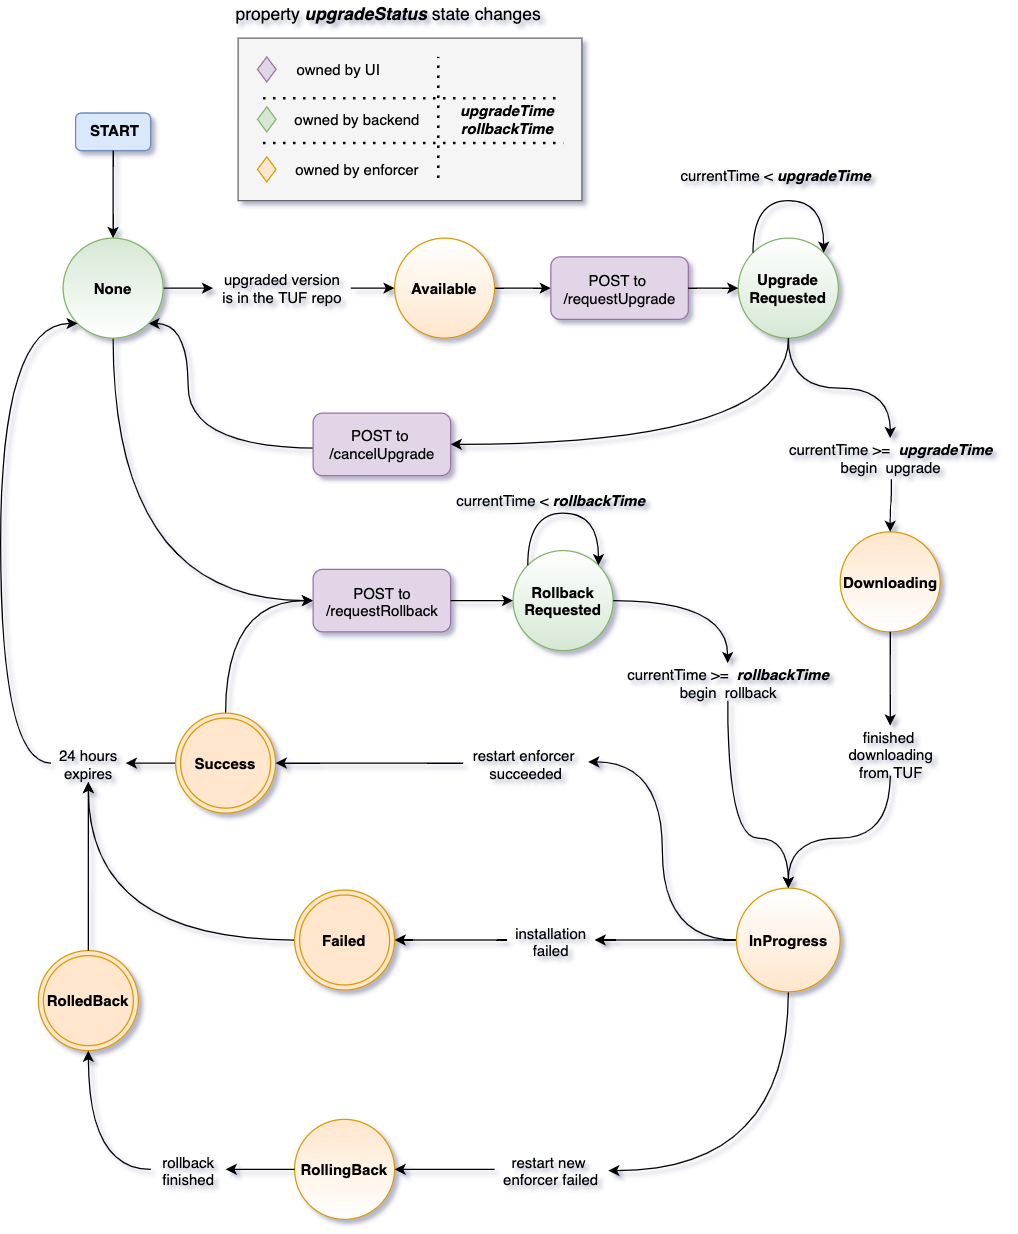 property upgradeStatus state changes
owned by UI
owned by backend
upgradeTime
rollbackTime
owned by enforcer
START
currentTime < upgradeTime
None
upgraded version
is in the TUF repo
Available
POST to
/requestUpgrade
Upgrade
Requested
POST to
/cancelUpgrade
currentTime >= upgradeTime
begin upgrade
currentTime < rollbackTime
Downloading
POST to
/requestRollback
Rollback
Requested
currentTime >= rollbackTime
begin rollback
finished
downloading
from TUF
24 hours
expires
Success
restart enforcer
succeeded
Failed
installation
failed
InProgress
RolledBack
rollback
finished
RollingBack
restart new
enforcer failed